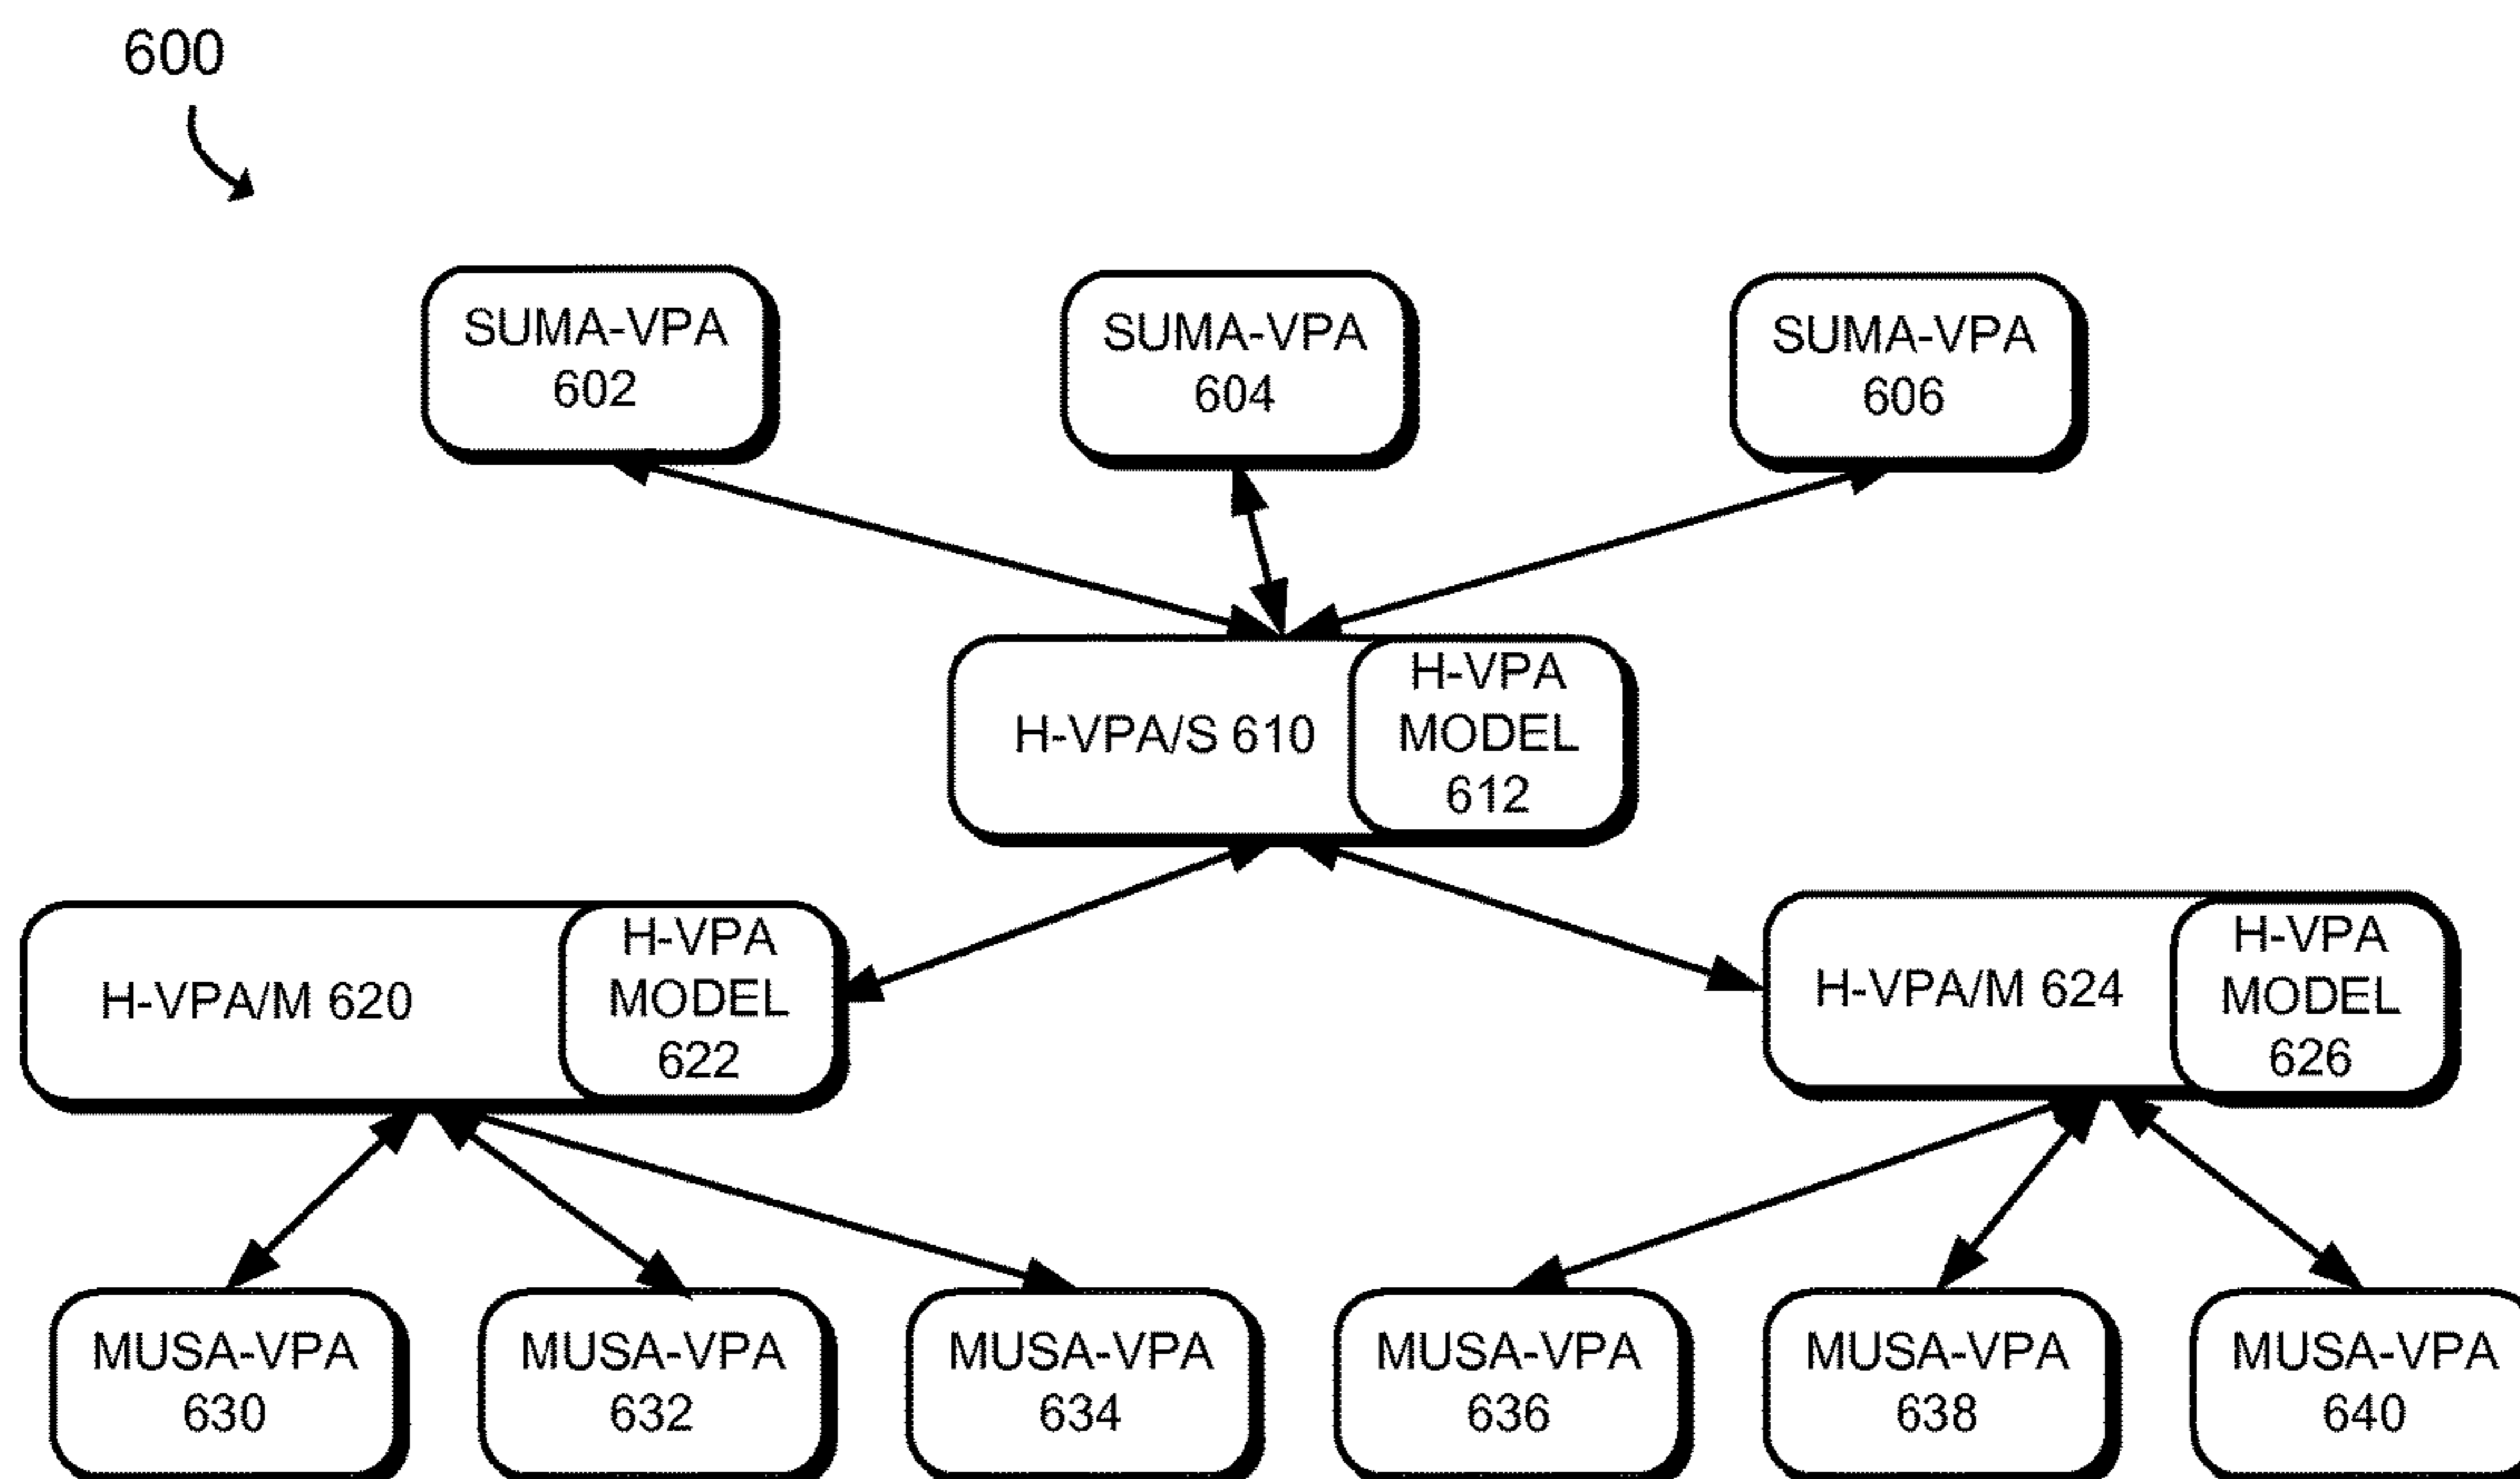 600
SUMA-VPA
602
SUMA-VPA
604
SUMA-VPA
606
H-VPA/S 610
H-VPA
MODEL
612
H-VPA/M 620
H-VPA
MODEL
622
H-VPA/M 624
H-VPA
MODEL
626
MUSA-VPA
630
MUSA-VPA
632
MUSA-VPA
634
MUSA-VPA
636
MUSA-VPA
638
MUSA-VPA
640